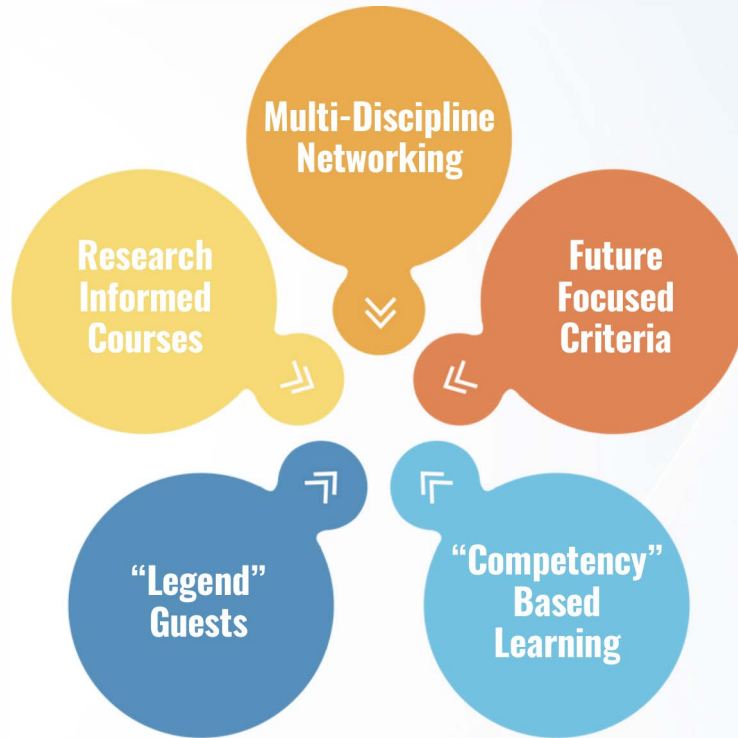 Multi-Discipline
Networking
Research
Informed
Courses
Future
Focused
Criteria
“Legend”
Guests
“Competency”
Based
Learning